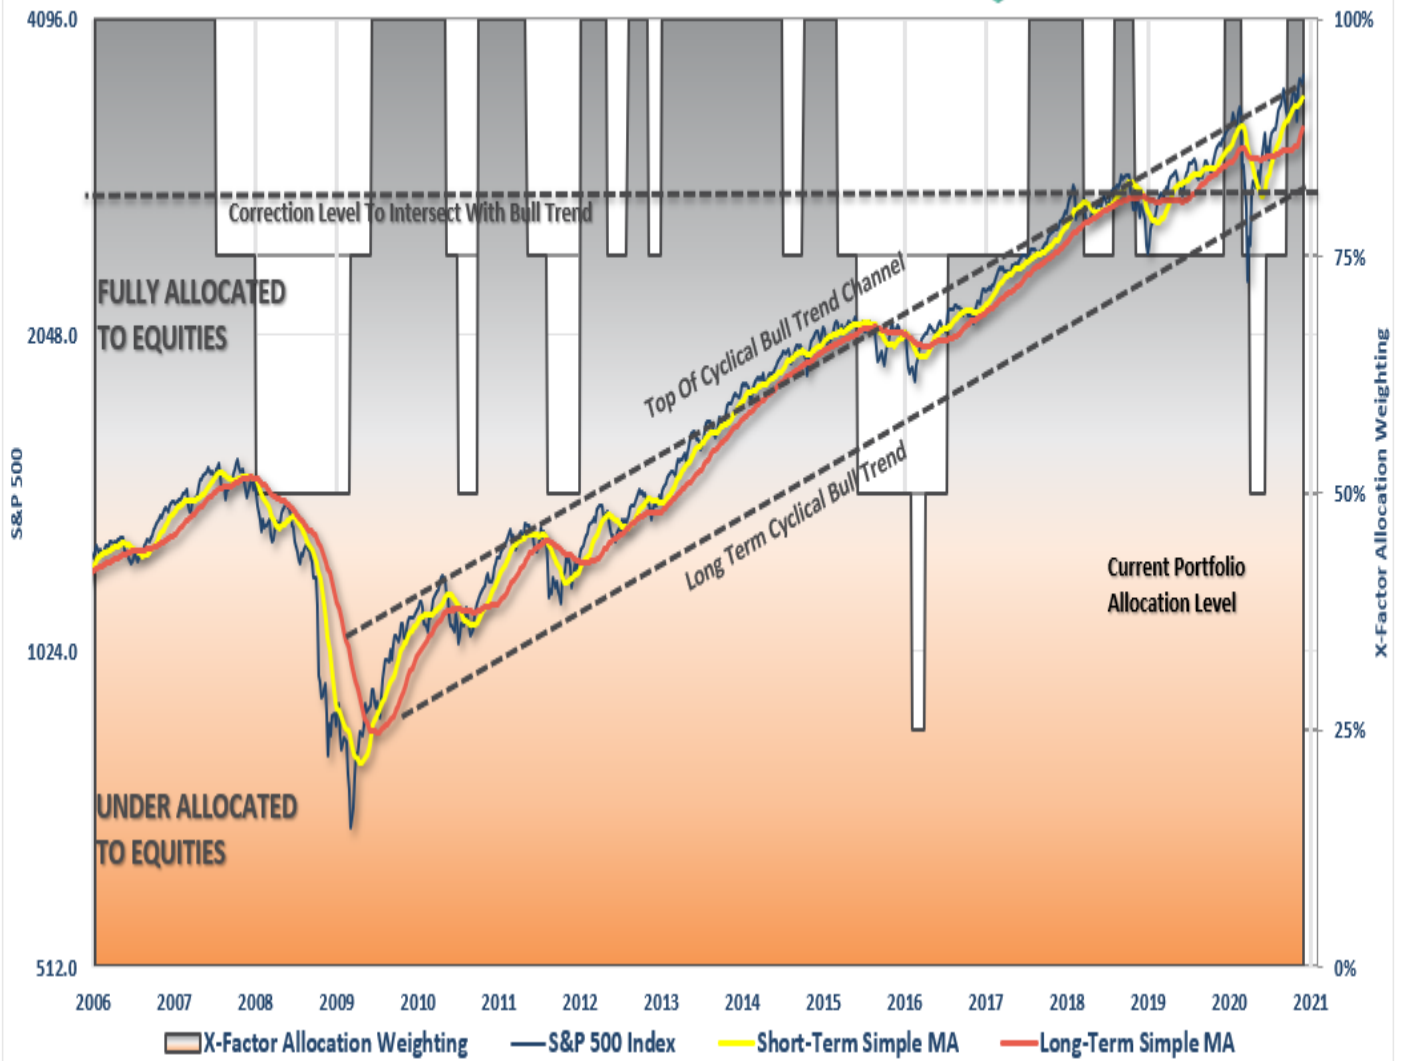 4096.0
100%
Correction Level To Intersect With Bull Trend
75%
FULLY ALLOCATED
TO EQUITIES
Top Of Cyclical Bull Trend Channel
2048.0
S&P 500
X-Factor Allocation Weighting
50%
Long Term Cyclical Bull Trend
Current Portfolio
Allocation Level
1024.0
25%
UNDER ALLOCATED
TO EQUITIES
512.0
0%
2006 2007 2008 2009 2010 2011 2012 2013 2014 2015 2016 2017 2018 2019 2020 2021
X-Factor Allocation Weighting S&P 500 Index Short-Term Simple MA Long-Term Simple MA